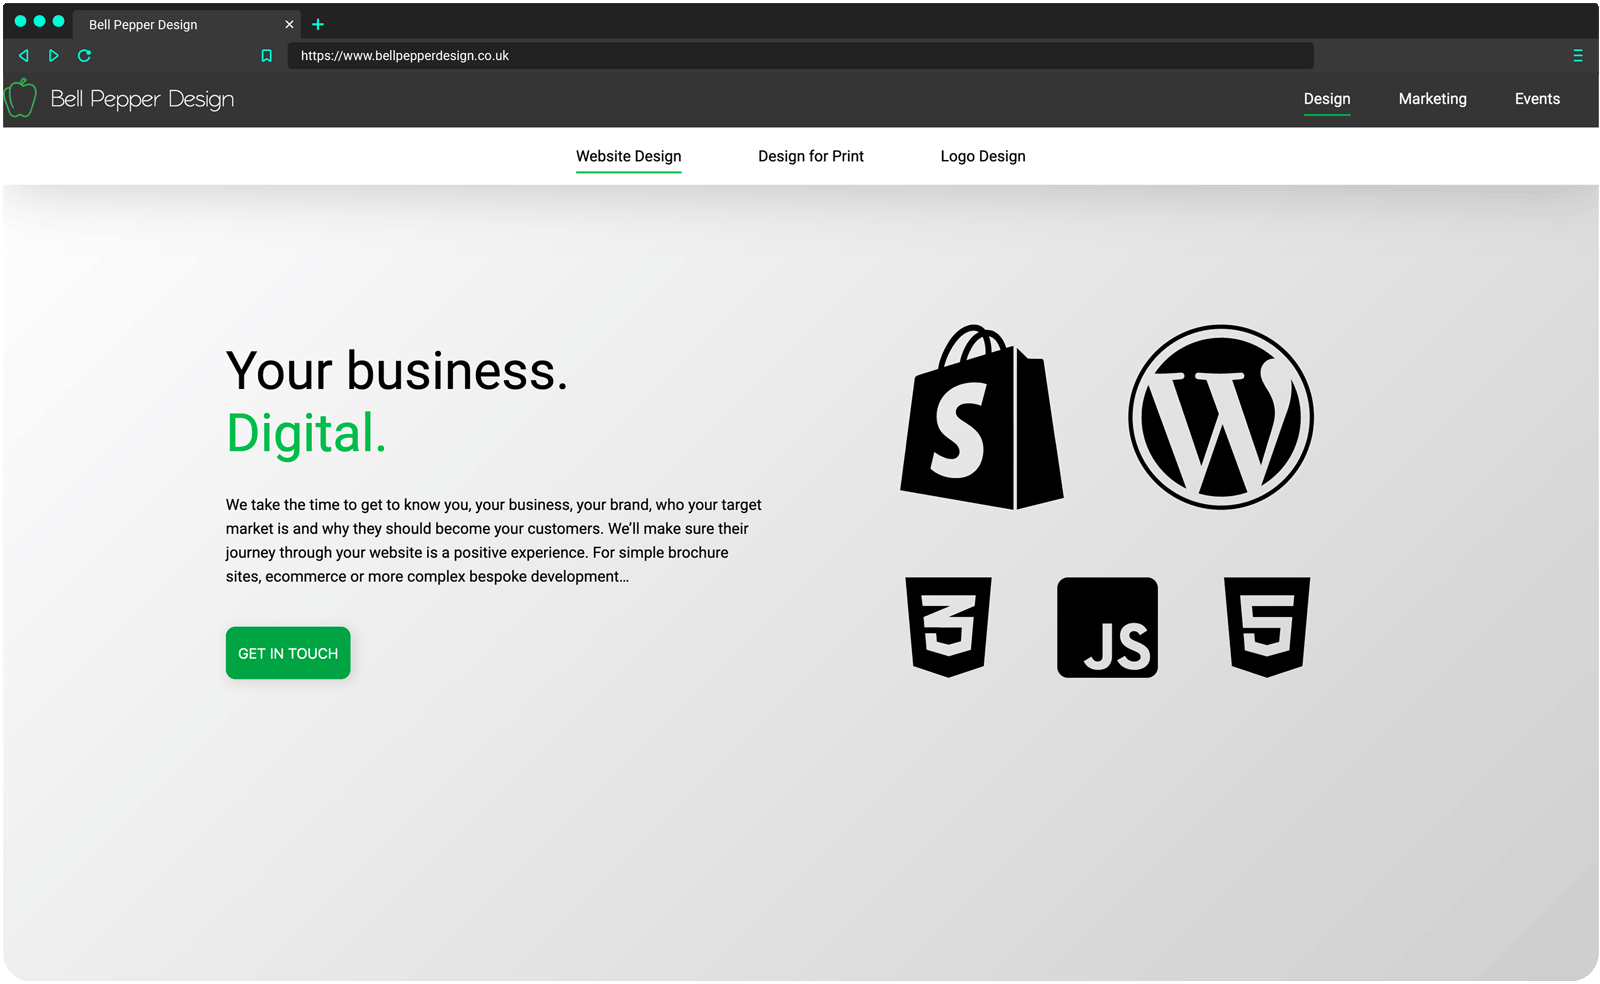 Bell Pepper Design
https://www.bellpepperdesign.co.uk
Bell Pepper Design
Design
Marketing
Events
Website Design
Design for Print
Logo Design
Your business.
Digital.
We take the time to get to know you, your business, your brand, who your target
market is and why they should become your customers. We’ll make sure their
journey through your website is a positive experience. For simple brochure
sites, ecommerce or more complex bespoke development…
GET IN TOUCH
S
W
3
JS
5